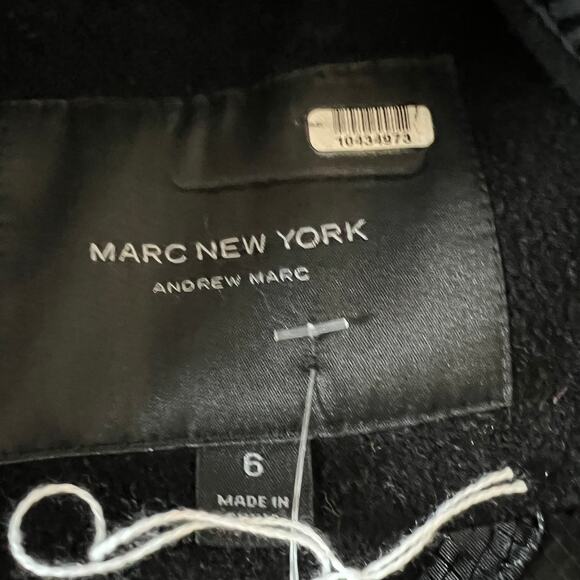 10434973
MARC NEW YORK
ANDREW MARC
6
MADE IN